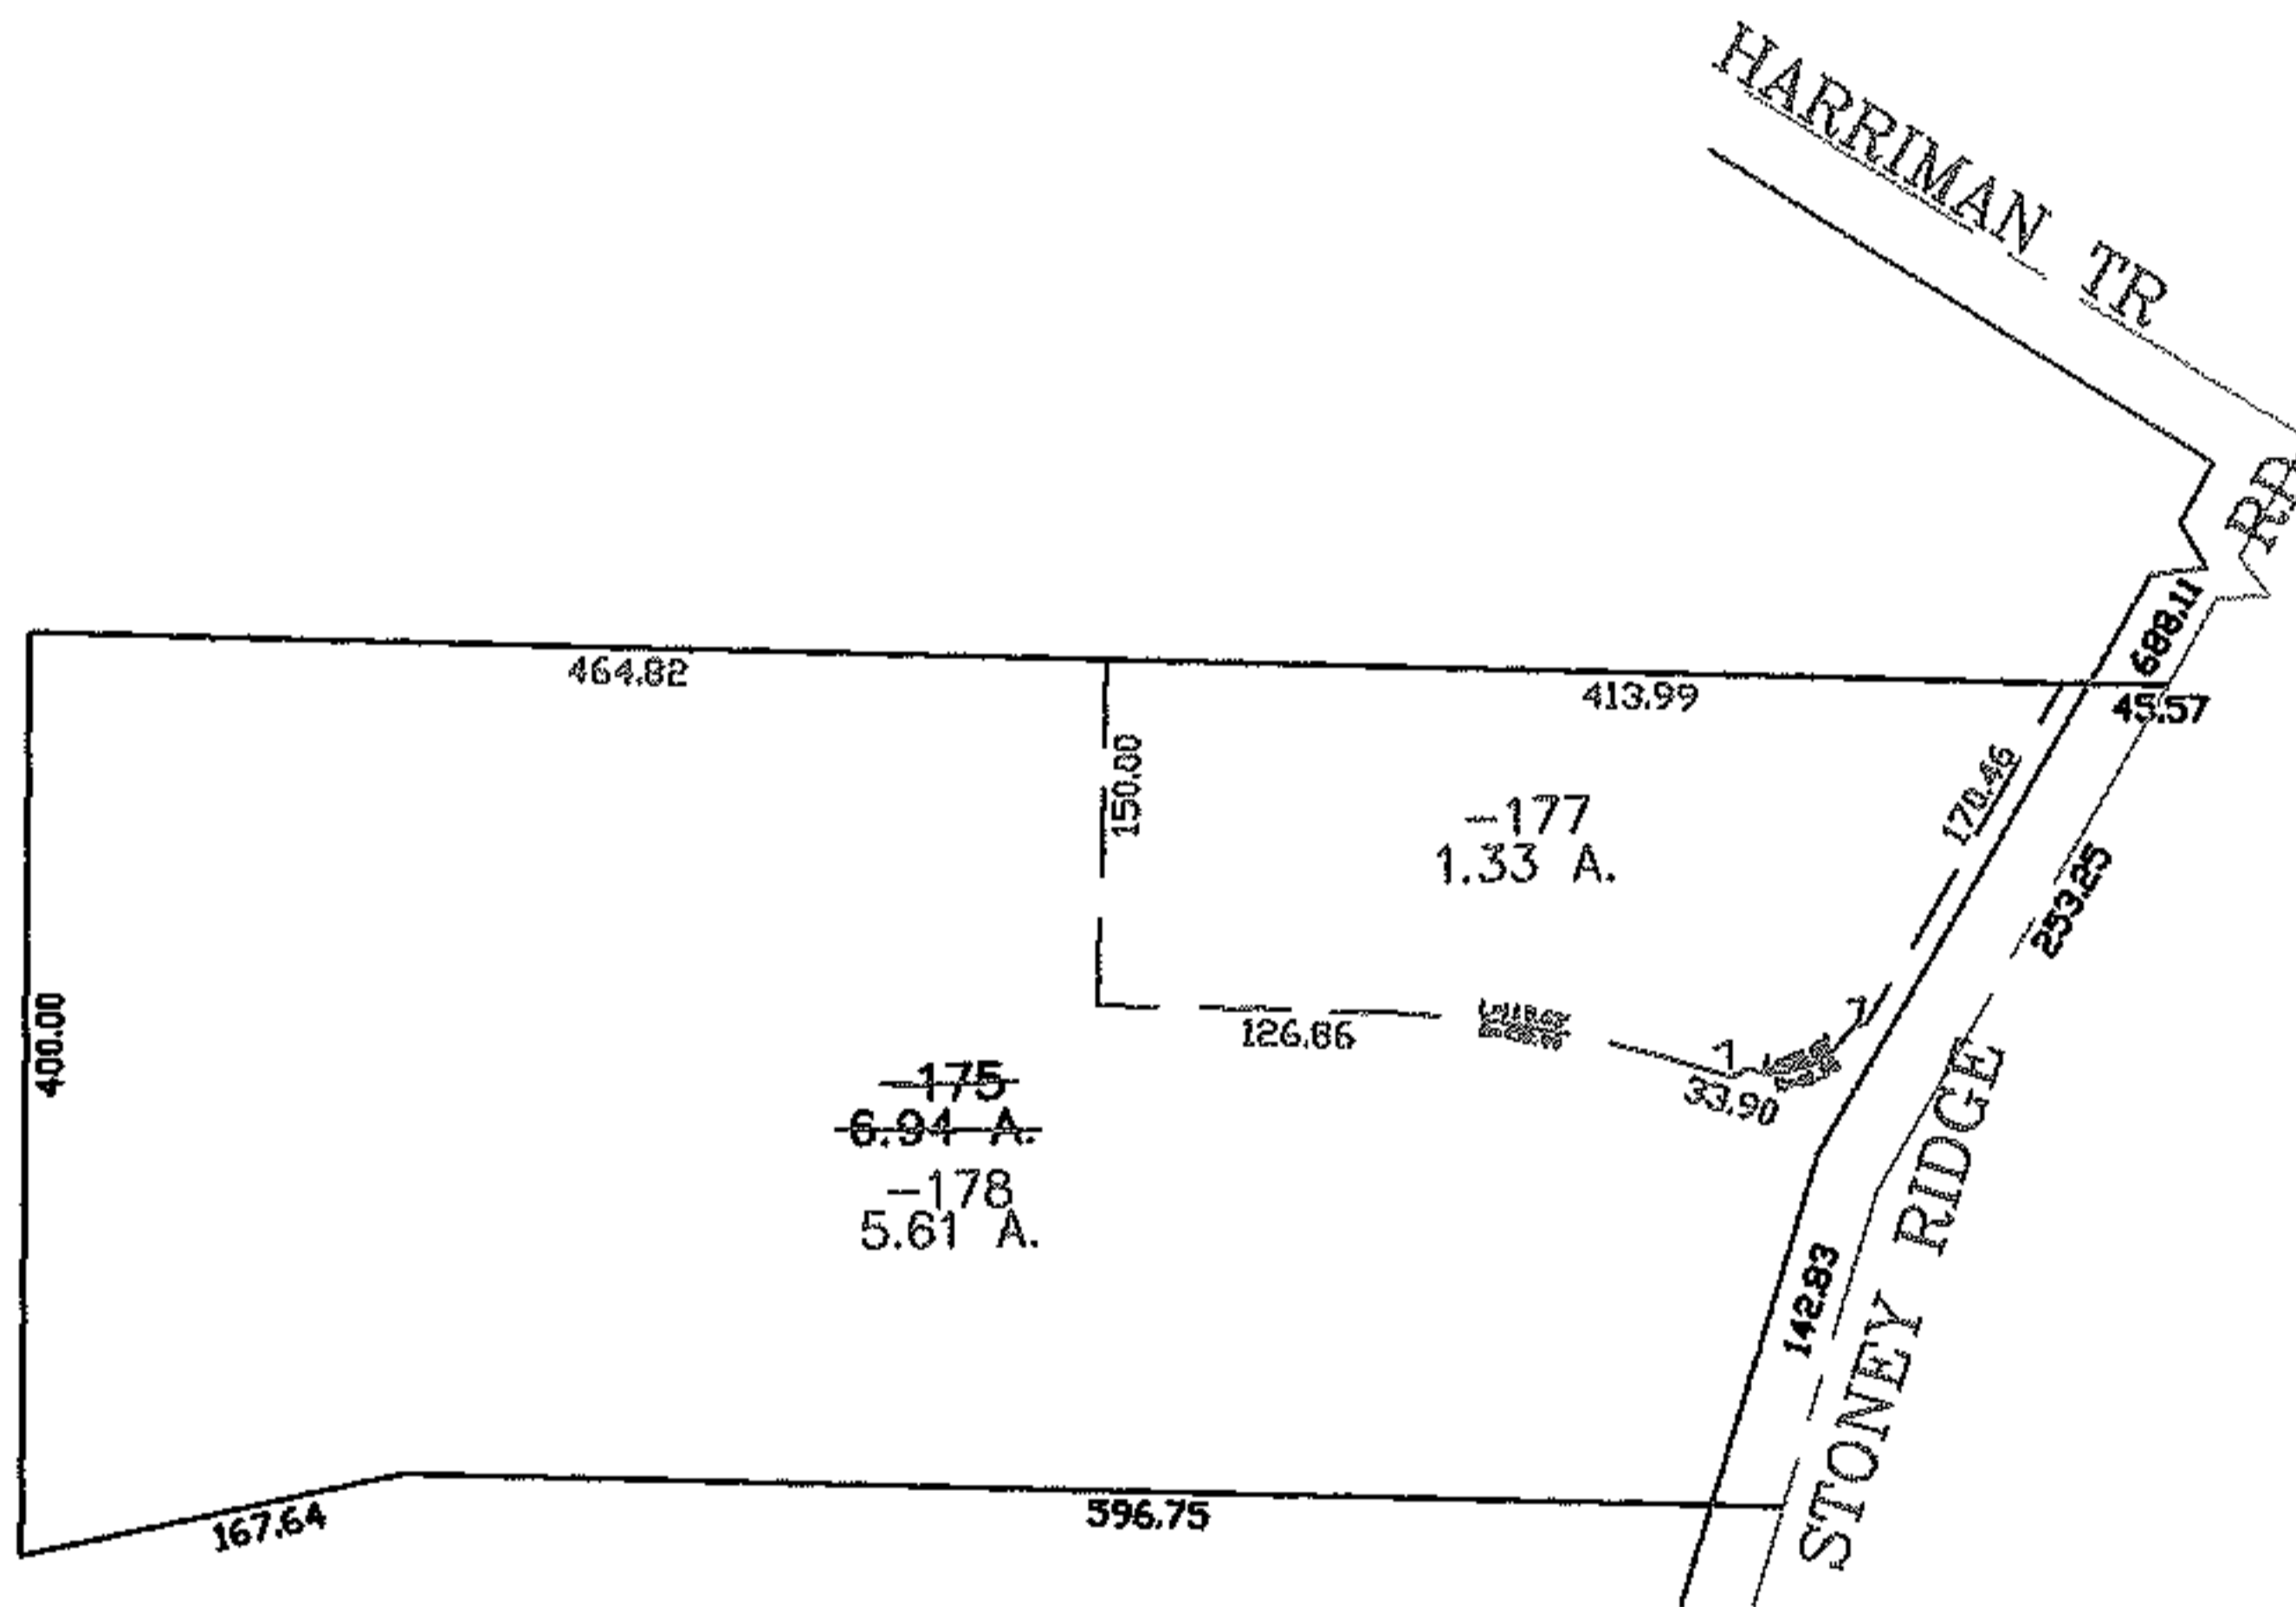 HARRIMAN TR
RD
688.11
464.82
413.99
45.57
150.00
170.46
-177
1.33 A.
253.25
400.00
126.86
33.90
-175
6.94 A.
-178
5.61 A.
STONEY RIDGE
142.93
167.64
596.75